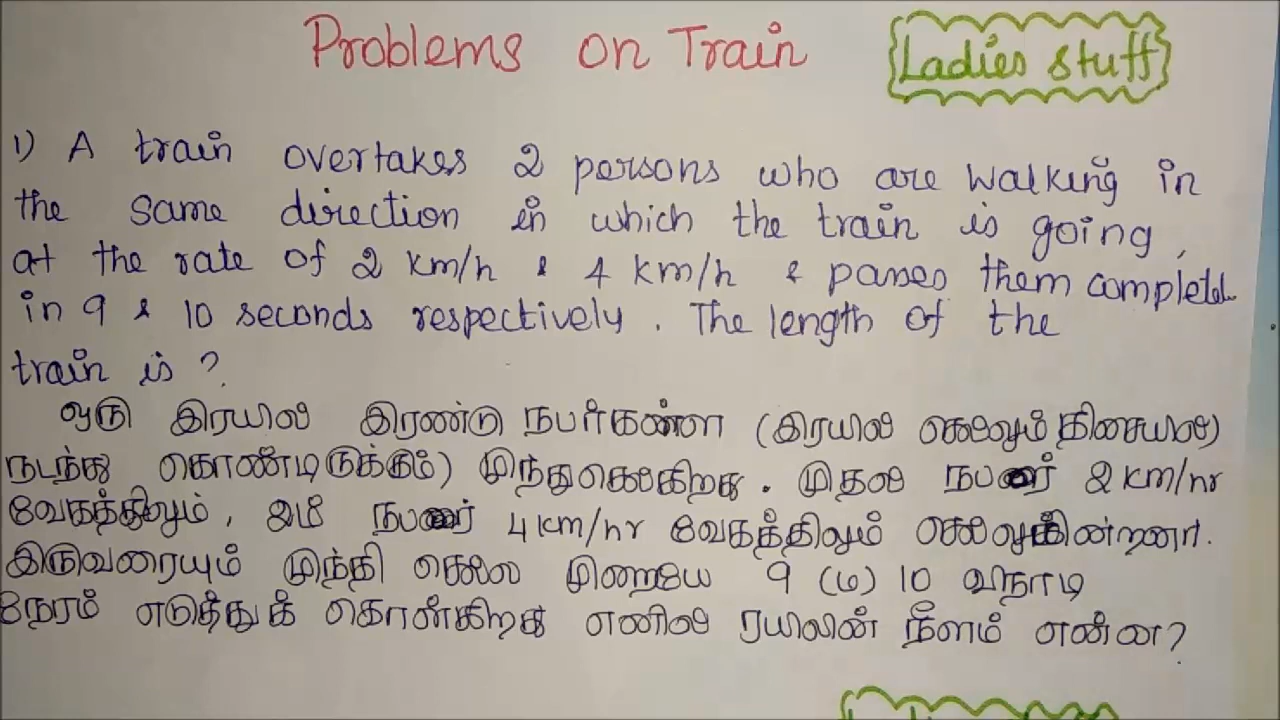 Problems on Train
Ladies stuff
1) A train overtakes 2 persons who are walking in
the same direction in which the train is going,
at the rate of 2 km/h & 4 km/h & passes them completel
in 9 & 10 seconds respectively. The length of the
train is?
ஒரு இரயில் இரண்டு நபர்களை (இரயில் செல்லும் திசையில்)
நடந்து கொண்டிருக்கும்) முந்துசெல்கிறது. முதல் நபர் 2 km/hr
வேகத்திலும், 2ம் நபர் 4 km/hr வேகத்திலும் செல்லுகின்றனர்.
இருவரையும் முந்தி செல்ல முறையே 9 (ம) 10 வினாடி
நேரம் எடுத்துக் கொள்கிறது எனில் ரயிலின் நீளம் என்ன?